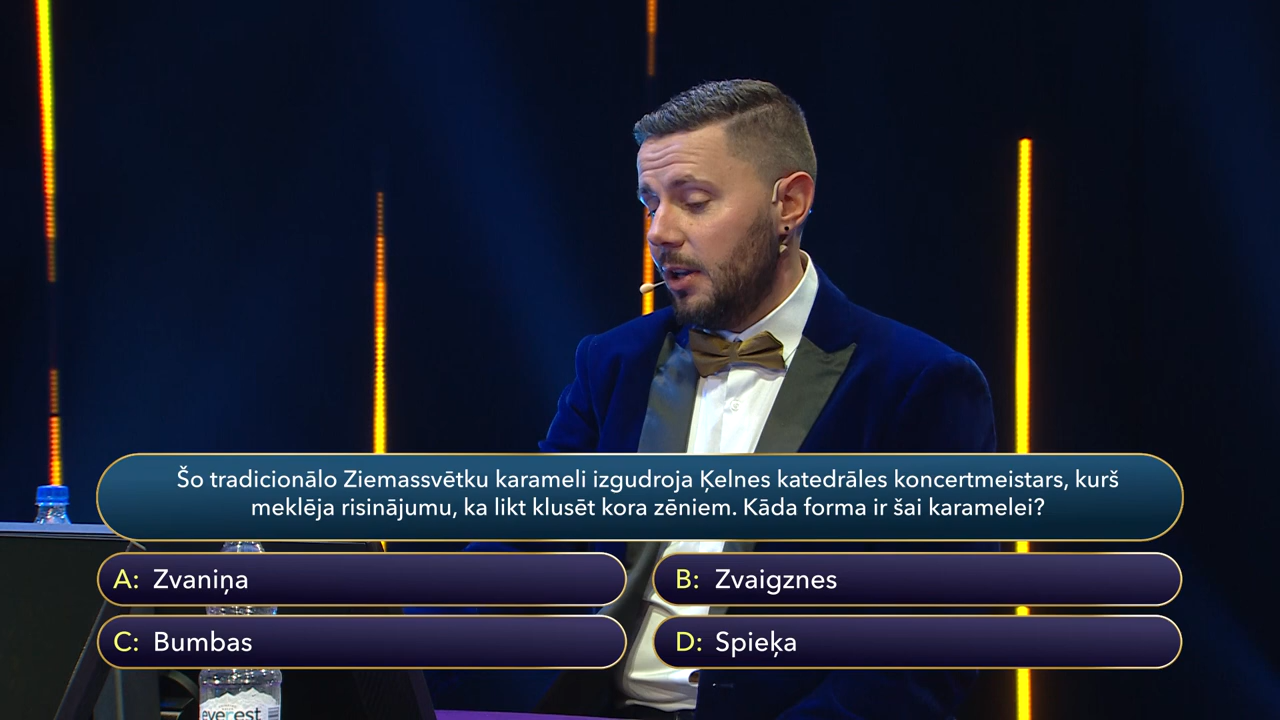 Šo tradicionālo Ziemassvētku karameli izgudroja Ķelnes katedrāles koncertmeistars, kurš
meklēja risinājumu, ka likt klusēt kora zēniem. Kāda forma ir šai karamelei?
A: Zvaniņa
B: Zvaigznes
C: Bumbas
D: Spieķa
everest